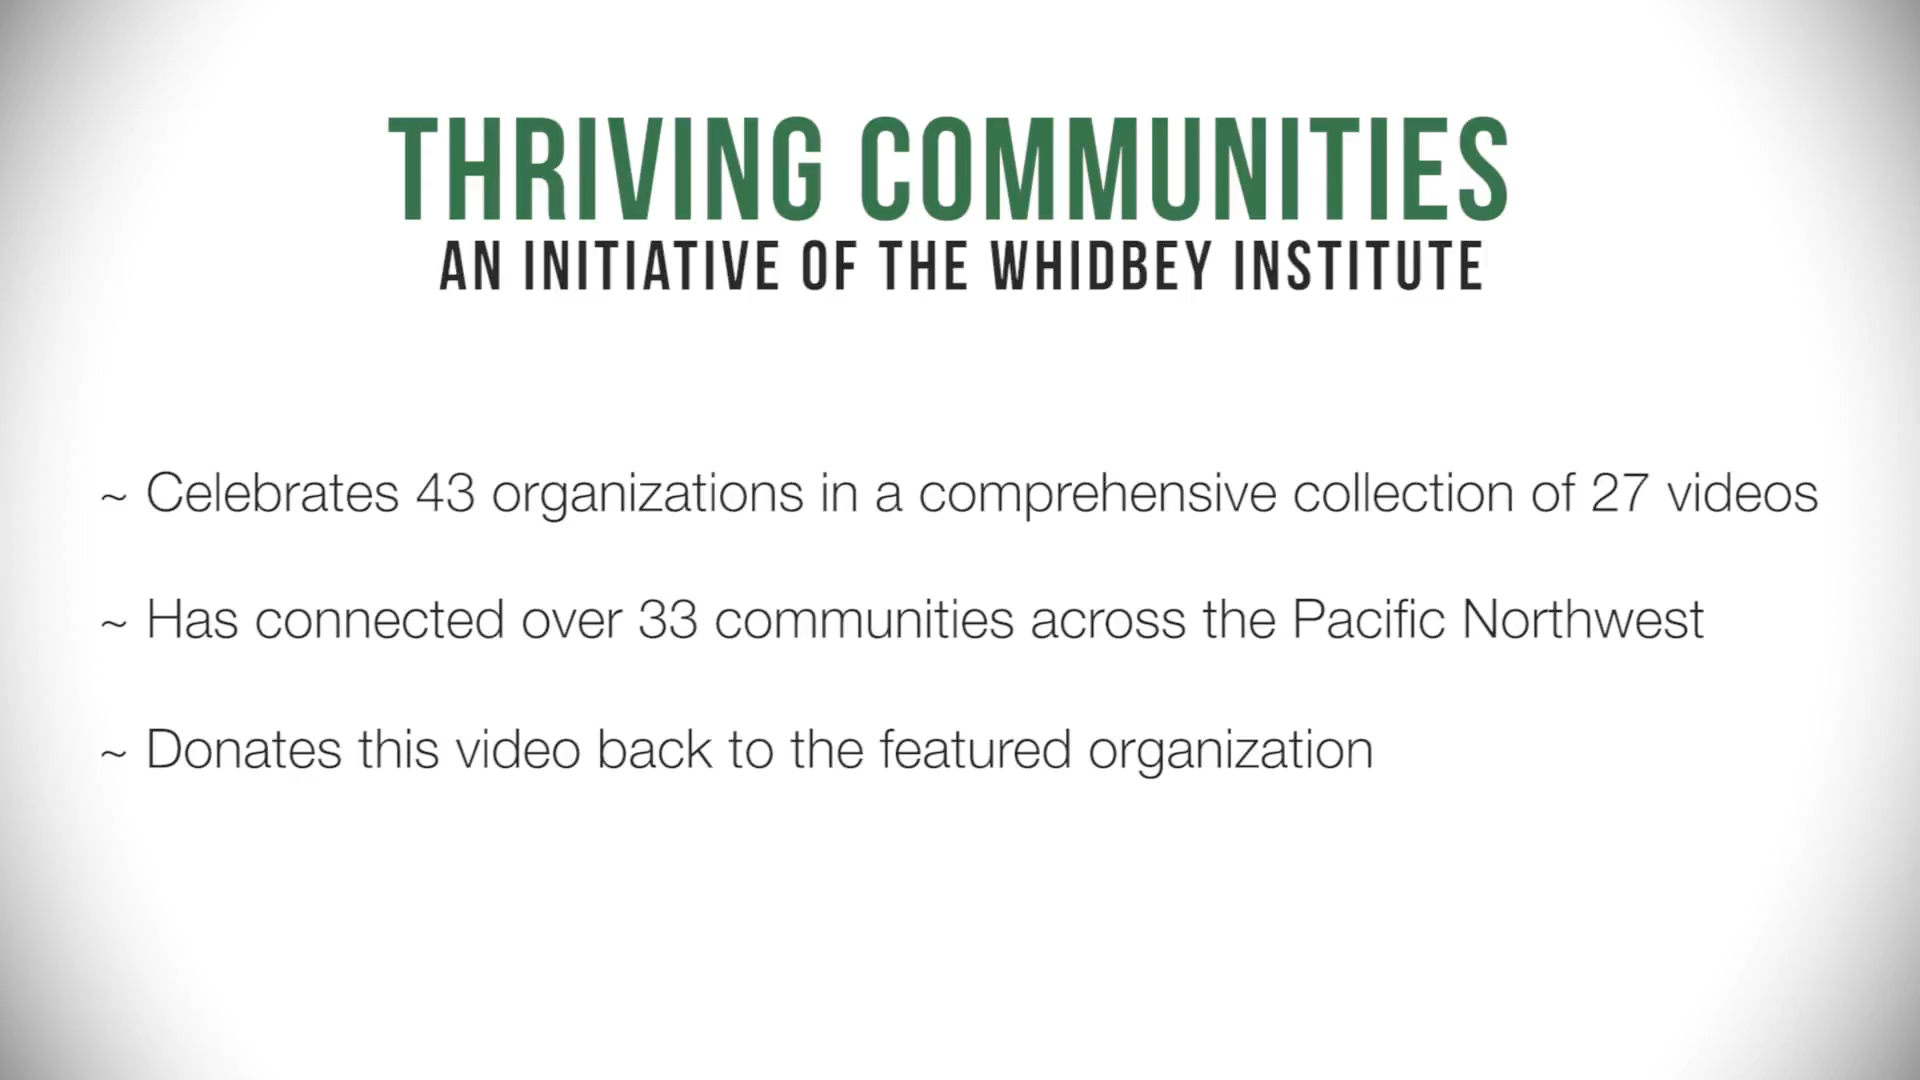 THRIVING COMMUNITIES
AN INITIATIVE OF THE WHIDBEY INSTITUTE
~ Celebrates 43 organizations in a comprehensive collection of 27 videos
~ Has connected over 33 communities across the Pacific Northwest
~ Donates this video back to the featured organization